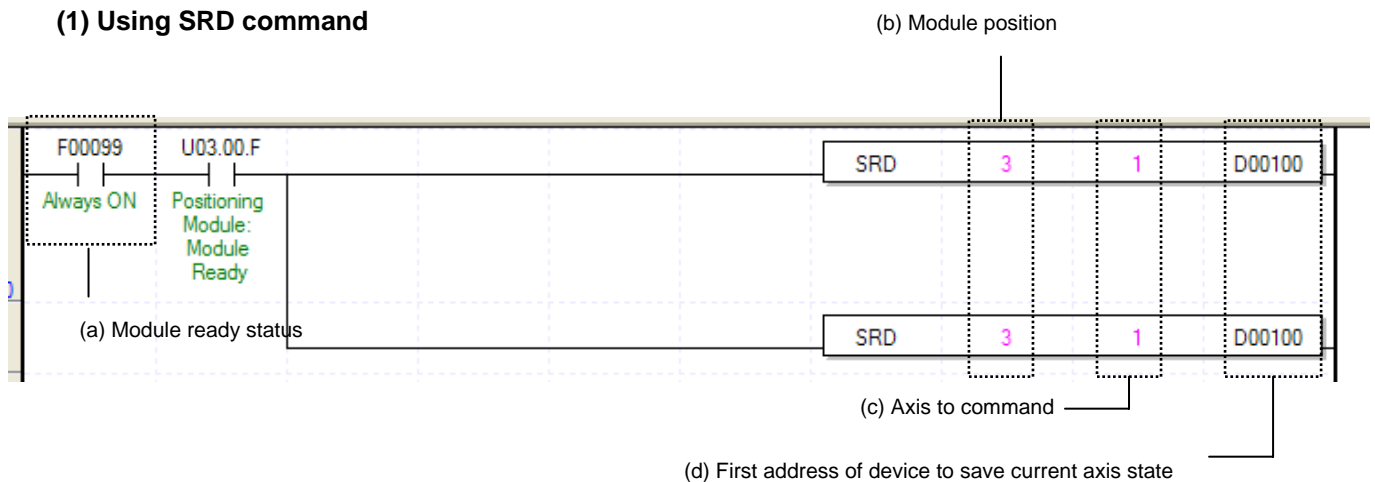 (1) Using SRD command
(b) Module position
F00099
U03.00.F
SRD 3 1 D00100
Always ON
Positioning
Module:
Module
Ready
(a) Module ready status
SRD 3 1 D00100
(c) Axis to command
(d) First address of device to save current axis state